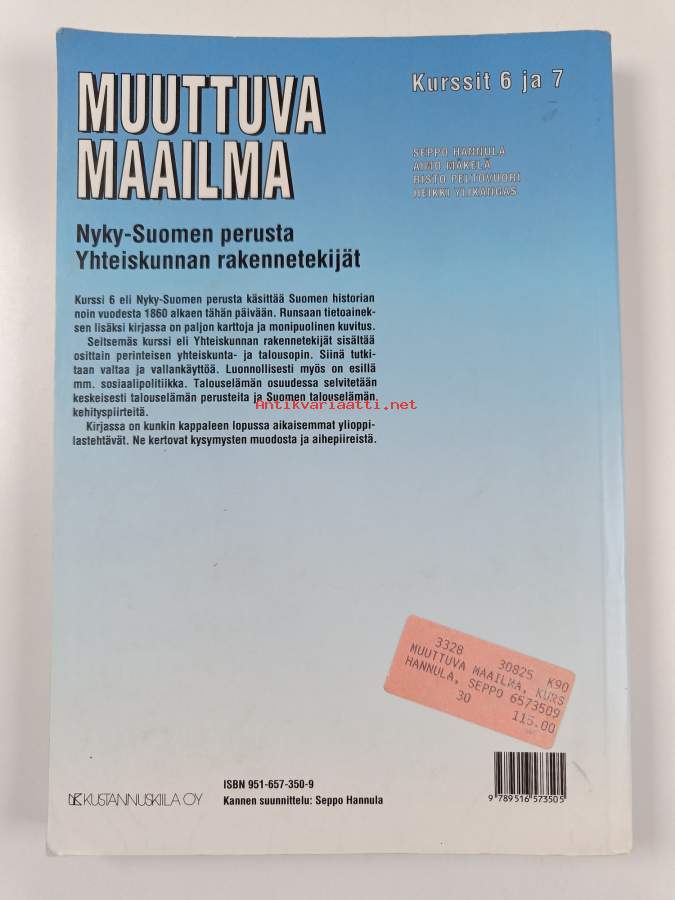 MUUTTUVA
MAAILMA
Kurssit 6 ja 7
SEPPO HANNULA
AIMO MÄKELÄ
RISTO PELTOVUORI
HEIKKI YLIKANGAS
Nyky-Suomen perusta
Yhteiskunnan rakennetekijät
Kurssi 6 eli Nyky-Suomen perusta käsittää Suomen historian
noin vuodesta 1860 alkaen tähän päivään. Runsaan tietoainek-
sen lisäksi kirjassa on paljon karttoja ja monipuolinen kuvitus.
Seitsemäs kurssi eli Yhteiskunnan rakennetekijät sisältää
osittain perinteisen yhteiskunta- ja talousopin. Siinä tutki-
taan valtaa ja vallankäyttöä. Luonnollisesti myös on esillä
mm. sosiaalipolitiikka. Talouselämän osuudessa selvitetään
keskeisesti talouselämän perusteita ja Suomen talouselämän
kehityspiirteitä.
Antikvariaatti.net
Kirjassa on kunkin kappaleen lopussa aikaisemmat ylioppi-
lastehtävät. Ne kertovat kysymysten muodosta ja aihepiireistä.
3328 30825 K90
MUUTTUVA MAAILMA, KURS
HANNULA, SEPPO 6573509
30 115.00
KUSTANNUSKIILA OY
ISBN 951-657-350-9
Kannen suunnittelu: Seppo Hannula
9 789516 573505